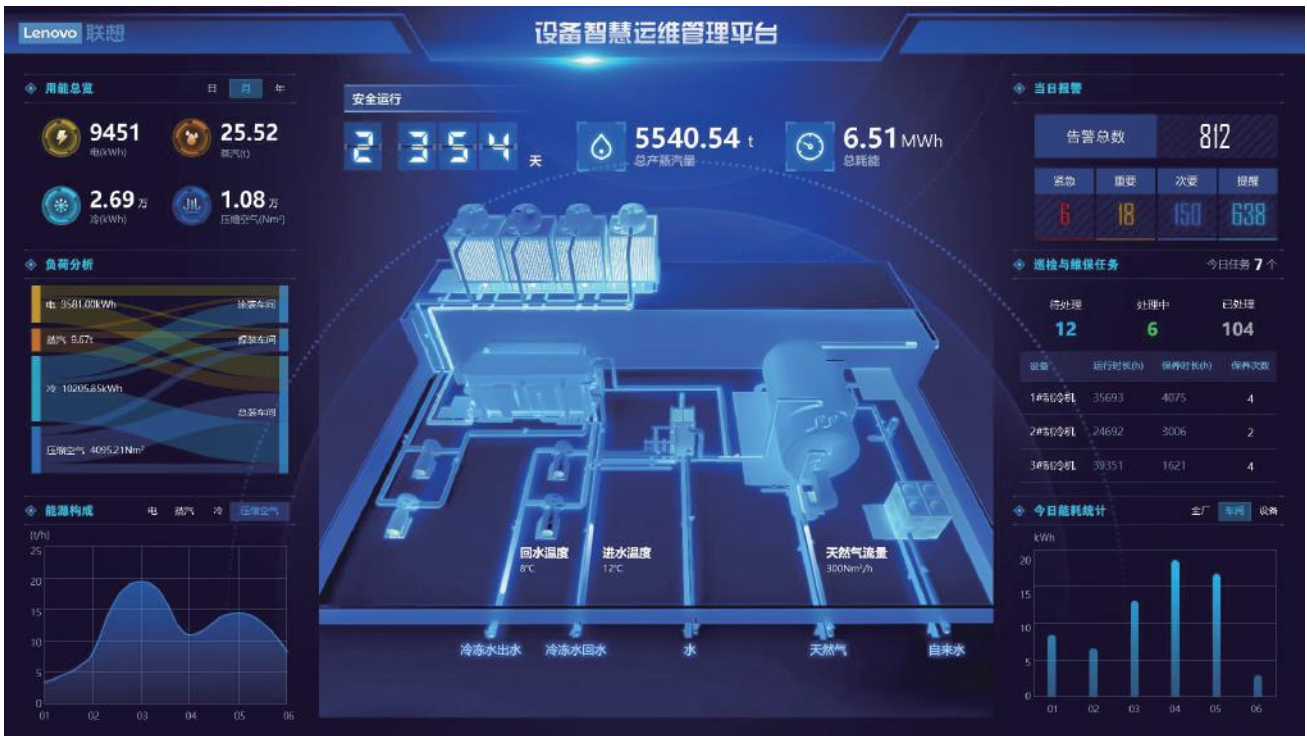 Lenovo 联想
设备智慧运维管理平台
用能总览 日 月 年
9451
电(kWh)
25.52
蒸汽(t)
2.69 万
冷(kWh)
1.08 万
压缩空气(Nm³)
负荷分析
电 3581.00kWh
涂装车间
蒸汽 9.67t
焊装车间
冷 10205.85kWh
总装车间
压缩空气 4095.21Nm³
能源构成 电 蒸汽 冷 压缩空气
(t/h)
25
20
15
10
5
0
01 02 03 04 05 06
安全运行
2 3 5 4 天
5540.54 t
总产蒸汽量
6.51 MWh
总耗能
回水温度
8℃
进水温度
12℃
天然气流量
300Nm³/h
冷冻水出水 冷冻水回水 水 天然气 自来水
当日报警
告警总数 812
紧急 重要 次要 提醒
6 18 150 638
巡检与维保任务 今日任务 7 个
待处理 处理中 已处理
12 6 104
设备 运行时长(h) 保养时长(h) 保养次数
1#制冷机 35693 4075 4
2#制冷机 24692 3006 2
3#制冷机 39351 1621 4
今日能耗统计 全厂 车间 设备
kWh
20
15
10
5
0
01 02 03 04 05 06